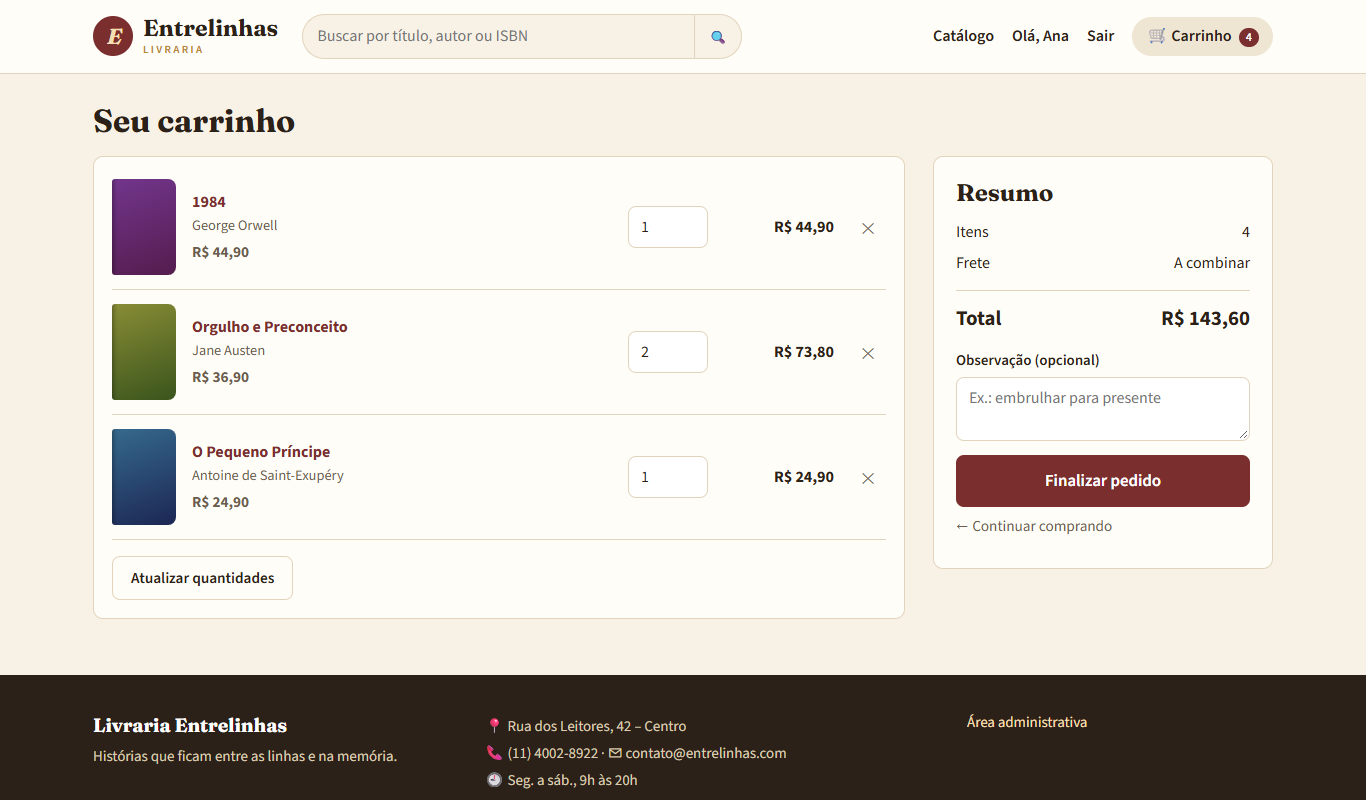 E Entrelinhas
LIVRARIA
Buscar por título, autor ou ISBN
Catálogo Olá, Ana Sair Carrinho 4
Seu carrinho
1984
George Orwell
R$ 44,90
1 R$ 44,90 ×
Orgulho e Preconceito
Jane Austen
R$ 36,90
2 R$ 73,80 ×
O Pequeno Príncipe
Antoine de Saint-Exupéry
R$ 24,90
1 R$ 24,90 ×
Atualizar quantidades
Resumo
Itens 4
Frete A combinar
Total R$ 143,60
Observação (opcional)
Ex.: embrulhar para presente
Finalizar pedido
← Continuar comprando
Livraria Entrelinhas
Histórias que ficam entre as linhas e na memória.
Rua dos Leitores, 42 – Centro
(11) 4002-8922 · ✉ contato@entrelinhas.com
Seg. a sáb., 9h às 20h
Área administrativa